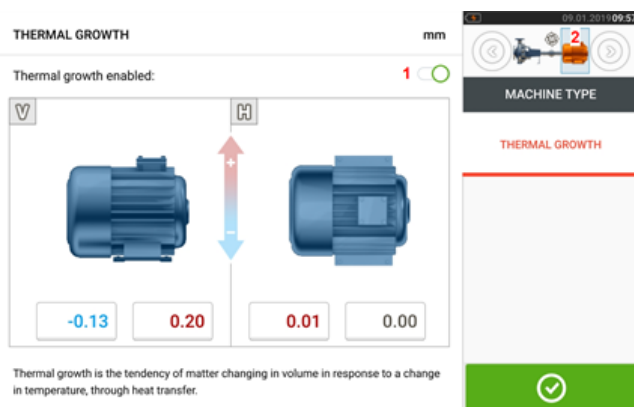 THERMAL GROWTH
mm
Thermal growth enabled:
1
V
H
+
-
-0.13
0.20
0.01
0.00
Thermal growth is the tendency of matter changing in volume in response to a change
in temperature, through heat transfer.
09.01.2019 09:57
2
MACHINE TYPE
THERMAL GROWTH